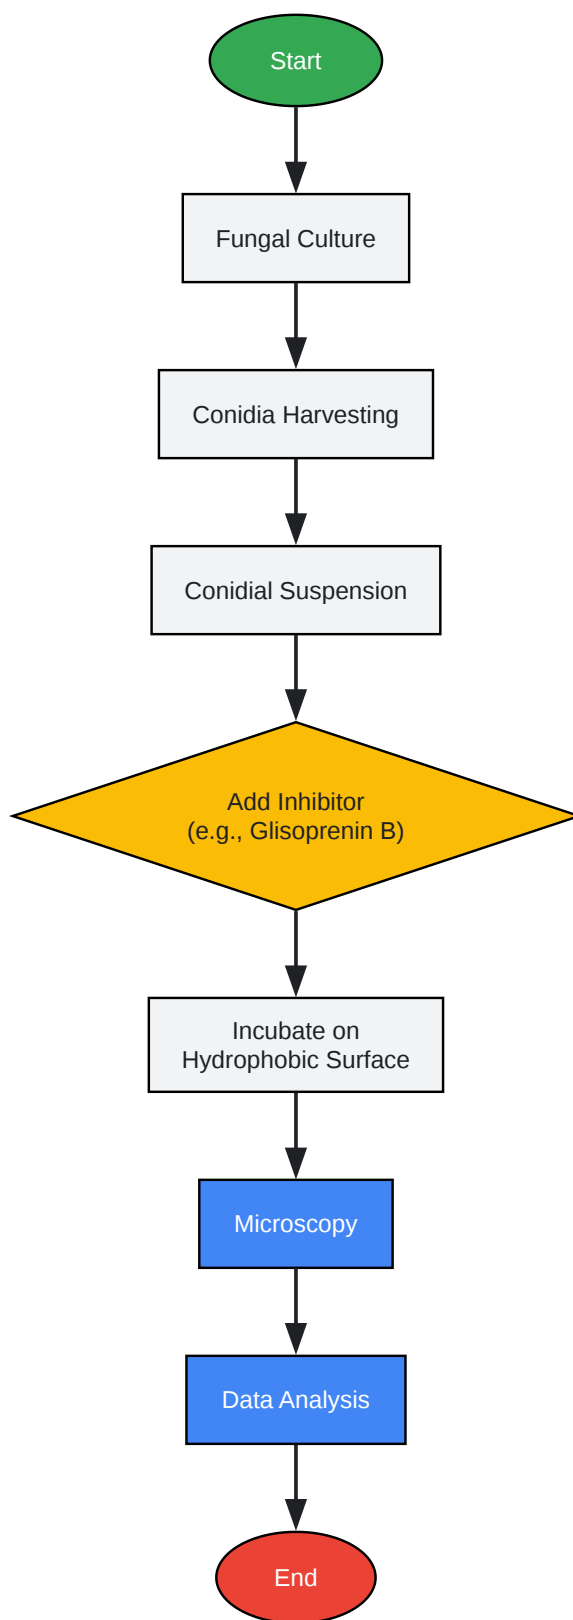 Start
Fungal Culture
Conidia Harvesting
Conidial Suspension
Add Inhibitor
(e.g., Glisoprenin B)
Incubate on
Hydrophobic Surface
Microscopy
Data Analysis
End